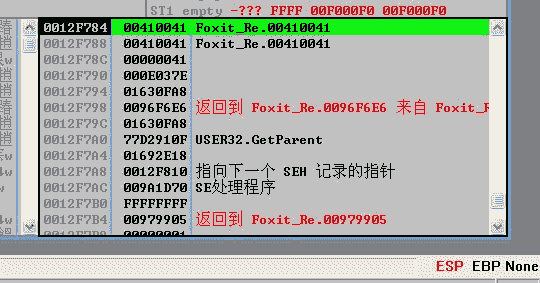 ST1 empty -??? FFFF 00F000F0 00F000F0
0012F784 00410041 Foxit_Re.00410041
0012F788 00410041 Foxit_Re.00410041
0012F78C 00000041
0012F790 000E037E
0012F794 01630FA8
0012F798 0096F6E6 返回到 Foxit_Re.0096F6E6 来自 Foxit_R
0012F79C 01630FA8
0012F7A0 77D2910F USER32.GetParent
0012F7A4 01692E18
0012F7A8 0012F810 指向下一个 SEH 记录的指针
0012F7AC 009A1D70 SE处理程序
0012F7B0 FFFFFFFF
0012F7B4 00979905 返回到 Foxit_Re.00979905
0012F7B8 00000001
ESP EBP None